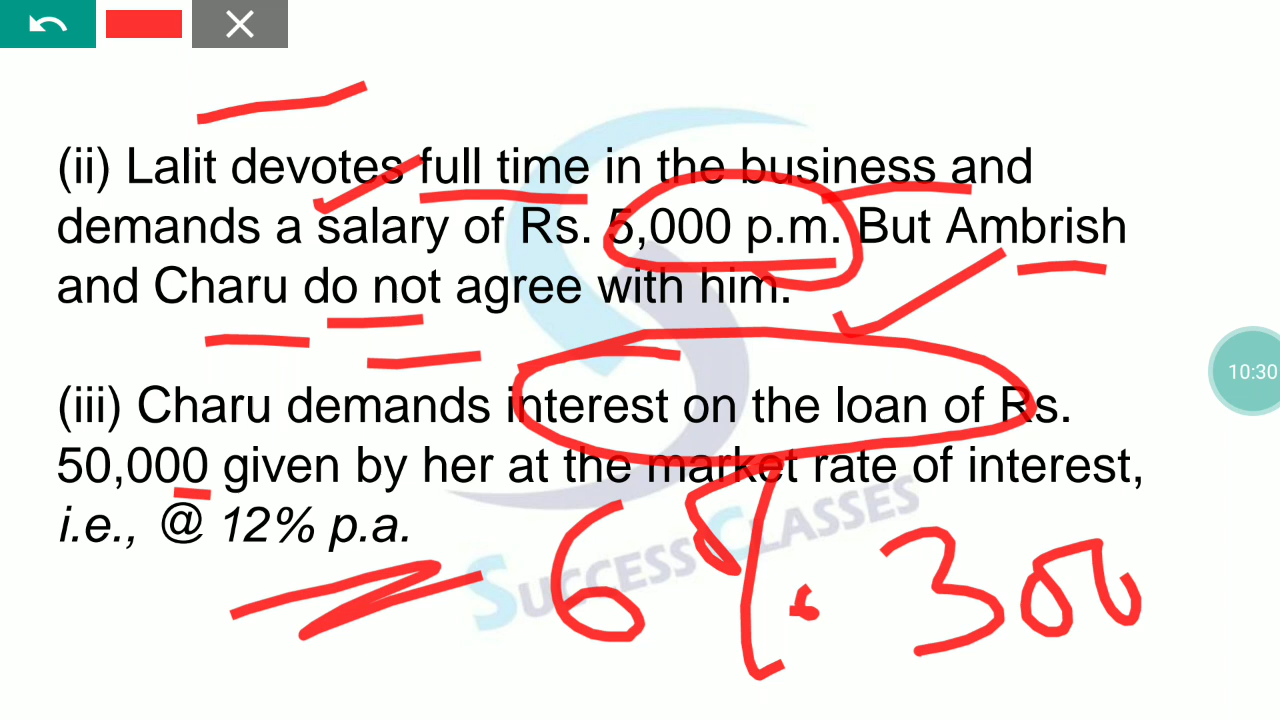 (ii) Lalit devotes full time in the business and
demands a salary of Rs. 5,000 p.m. But Ambrish
and Charu do not agree with him.
10:30
(iii) Charu demands interest on the loan of Rs.
50,000 given by her at the market rate of interest,
i.e., @ 12% p.a.
SUCCESS CLASSES
6%. 300